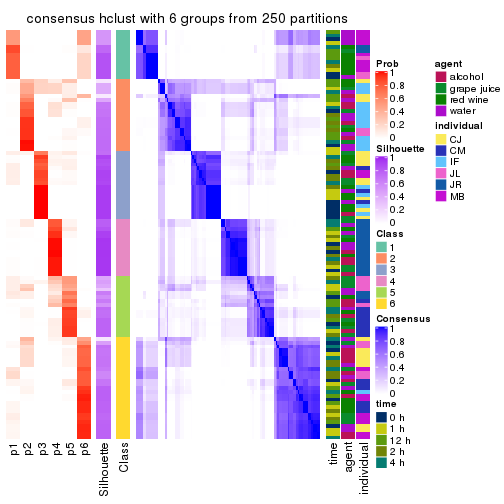 consensus hclust with 6 groups from 250 partitions
Prob
1
0.8
0.6
0.4
0.2
0
Silhouette
1
0.8
0.6
0.4
0.2
0
Class
1
2
3
4
5
6
Consensus
1
0.8
0.6
0.4
0.2
0
time
0 h
1 h
12 h
2 h
4 h
agent
alcohol
grape juice
red wine
water
Individual
CJ
CM
IF
JL
JR
MB
p1
p2
p3
p4
p5
p6
Silhouette
Class
time
agent
individual